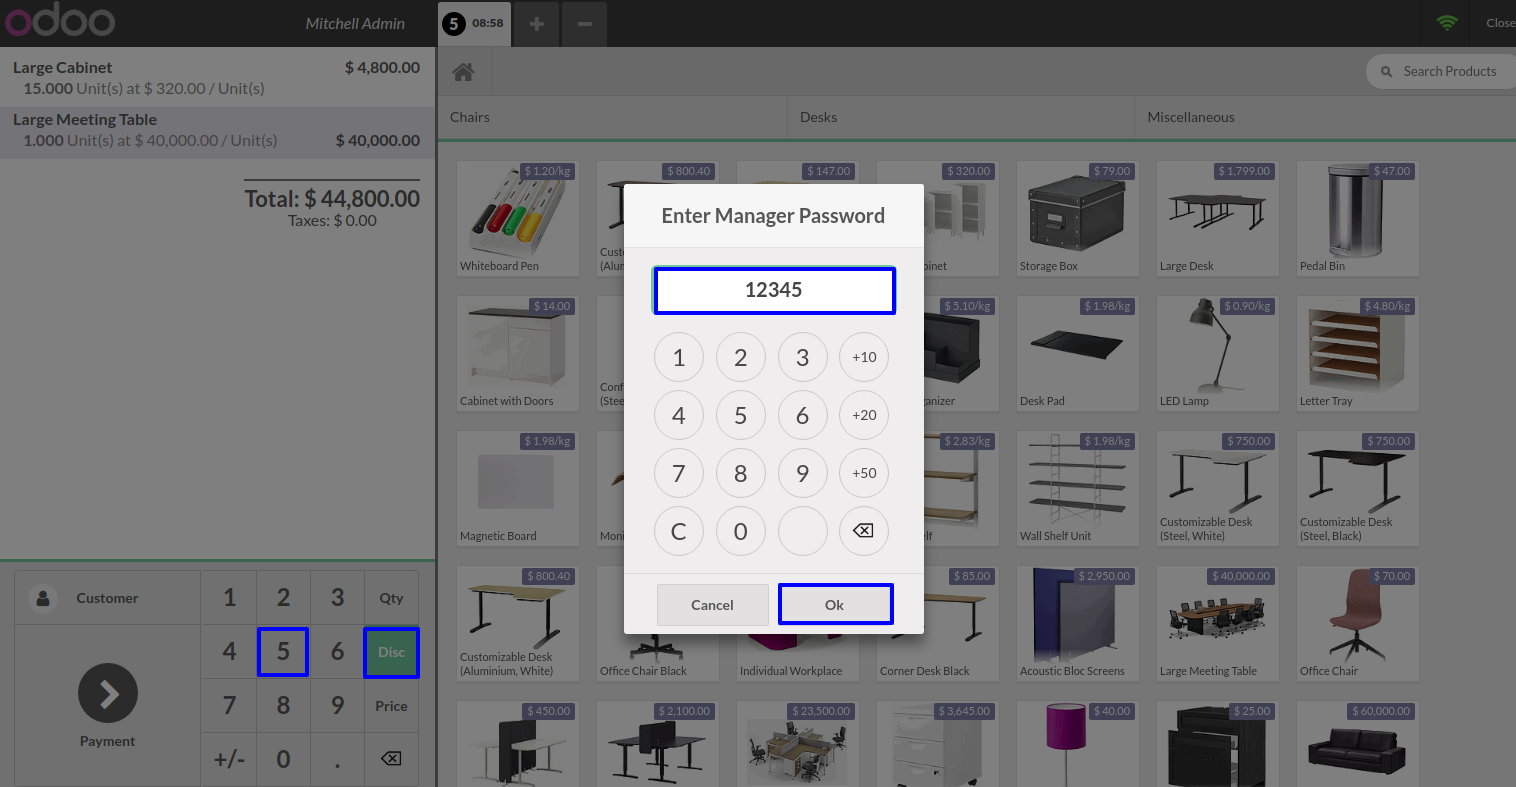 odoo
Mitchell Admin
5 08:58
Close
Large Cabinet $ 4,800.00
15.000 Unit(s) at $ 320.00 / Unit(s)
Large Meeting Table
1.000 Unit(s) at $ 40,000.00 / Unit(s) $ 40,000.00
Total: $ 44,800.00
Taxes: $ 0.00
Search Products
Chairs Desks Miscellaneous
$ 1.20/kg $ 800.40 $ 147.00 $ 320.00 $ 79.00 $ 1,799.00 $ 47.00
Whiteboard Pen Storage Box Large Desk Pedal Bin
$ 14.00 $ 5.10/kg $ 1.98/kg $ 0.90/kg $ 4.80/kg
Cabinet with Doors Desk Pad LED Lamp Letter Tray
$ 1.98/kg $ 2.83/kg $ 1.98/kg $ 750.00 $ 750.00
Magnetic Board Wall Shelf Unit Customizable Desk (Steel, White) Customizable Desk (Steel, Black)
$ 800.40 $ 85.00 $ 2,950.00 $ 40,000.00 $ 70.00
Customizable Desk (Aluminium, White) Office Chair Black Individual Workplace Corner Desk Black Acoustic Bloc Screens Large Meeting Table Office Chair
$ 450.00 $ 2,100.00 $ 23,500.00 $ 3,645.00 $ 40.00 $ 25.00 $ 60,000.00
Enter Manager Password
12345
1 2 3 +10
4 5 6 +20
7 8 9 +50
C 0
Cancel Ok
Customer 1 2 3 Qty
4 5 6 Disc
7 8 9 Price
Payment
+/- 0 .